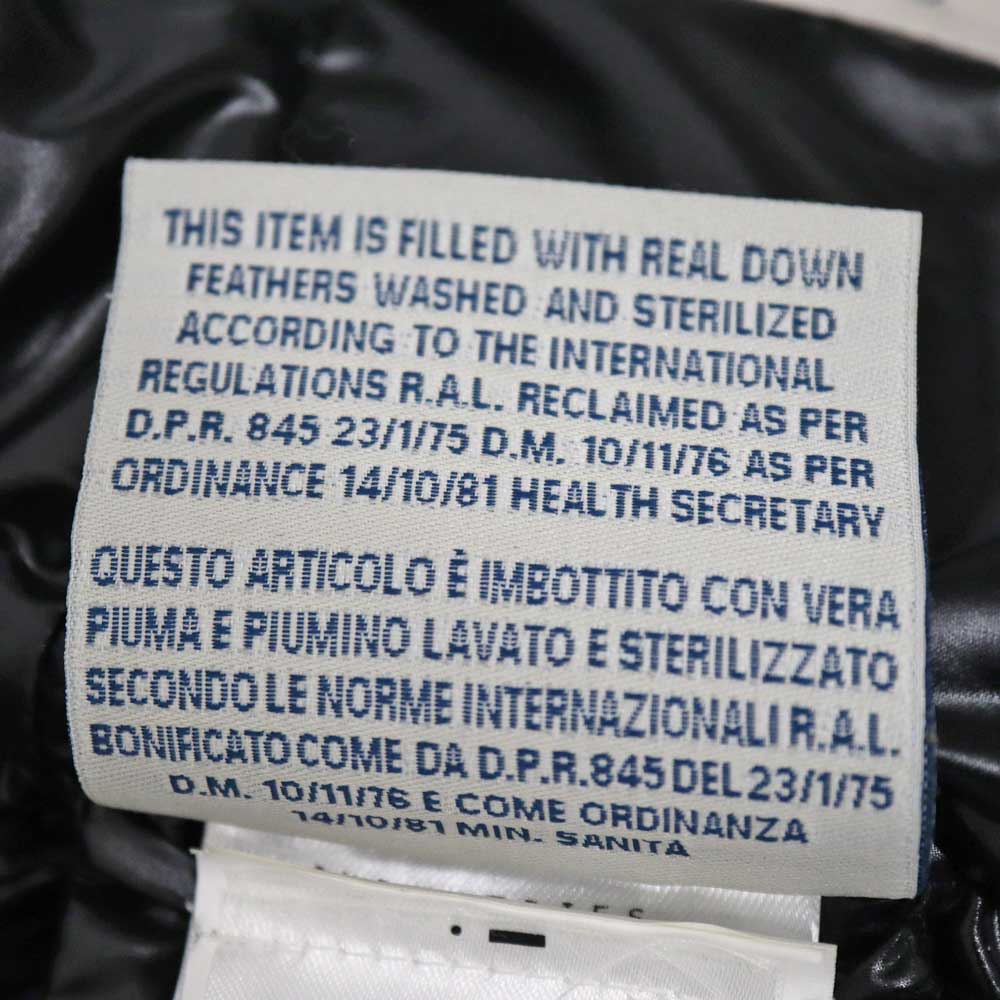 THIS ITEM IS FILLED WITH REAL DOWN
FEATHERS WASHED AND STERILIZED
ACCORDING TO THE INTERNATIONAL
REGULATIONS R.A.L. RECLAIMED AS PER
D.P.R. 845 23/1/75 D.M. 10/11/76 AS PER
ORDINANCE 14/10/81 HEALTH SECRETARY
QUESTO ARTICOLO È IMBOTTITO CON VERA
PIUMA E PIUMINO LAVATO E STERILIZZATO
SECONDO LE NORME INTERNAZIONALI R.A.L.
BONIFICATO COME DA D.P.R.845 DEL 23/1/75
D.M. 10/11/76 E COME ORDINANZA
14/10/81 MIN. SANITA